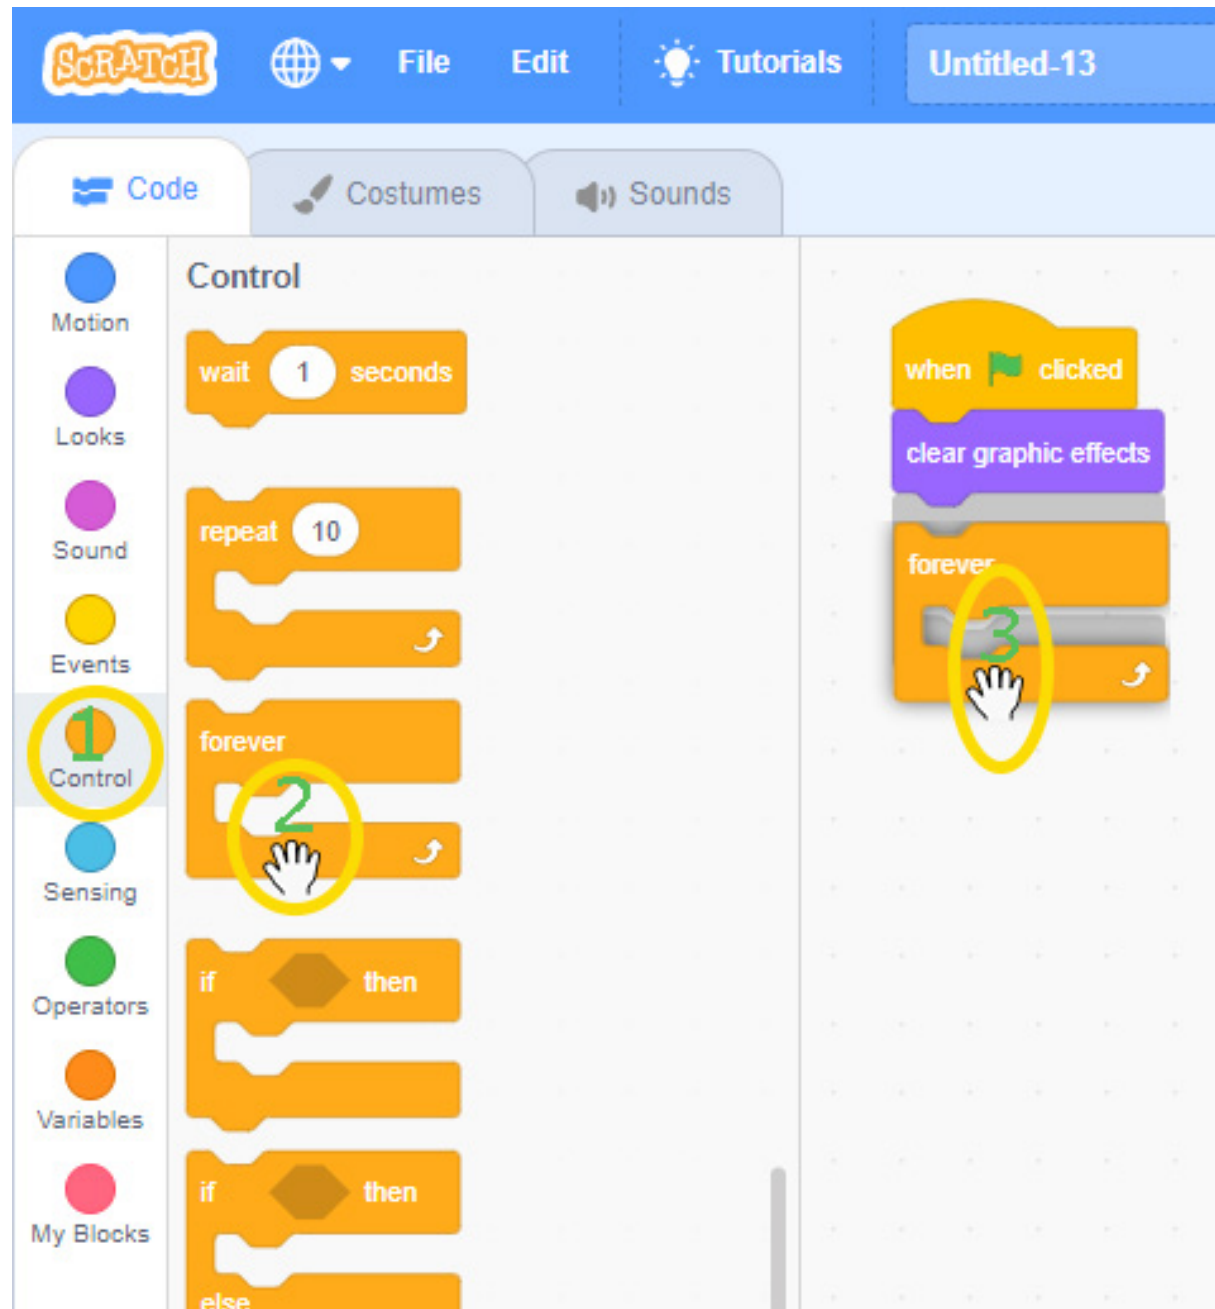 SCRATCH File Edit Tutorials Untitled-13
Code Costumes Sounds
Motion
Looks
Sound
Events
1
Control
Sensing
Operators
Variables
My Blocks
Control
wait 1 seconds
repeat 10
forever
2
if then
if then
else
when clicked
clear graphic effects
forever
3